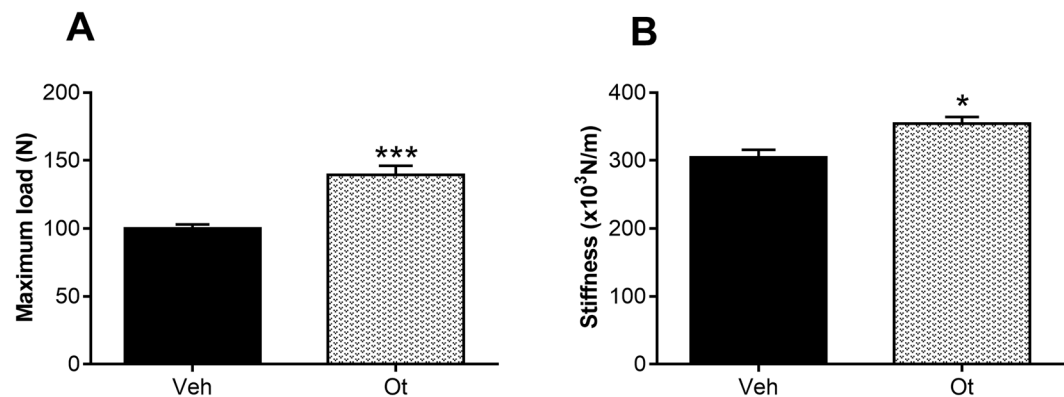 A
Maximum load (N)
200
150
100
50
0
***
Veh
Ot
B
Stiffness (x10³N/m)
400
300
200
100
0
*
Veh
Ot